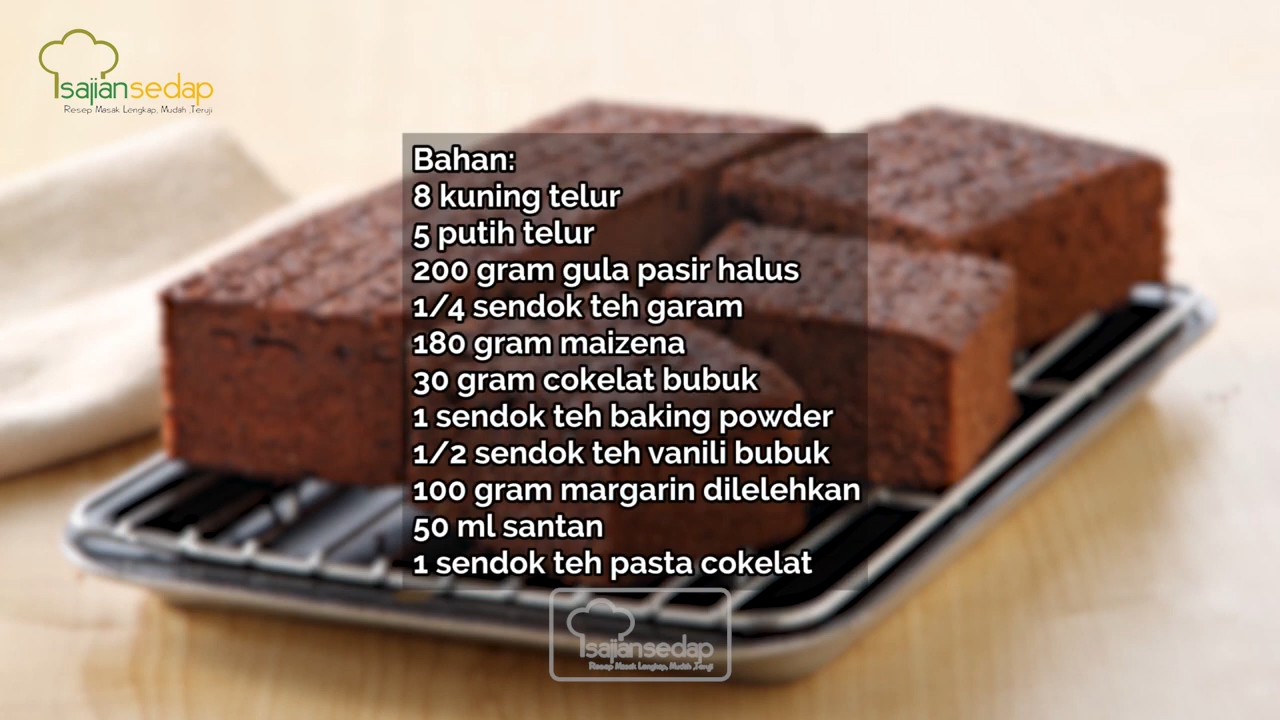 sajiansedap
Resep Masak Lengkap, Mudah ,Teruji
Bahan:
8 kuning telur
5 putih telur
200 gram gula pasir halus
1/4 sendok teh garam
180 gram maizena
30 gram cokelat bubuk
1 sendok teh baking powder
1/2 sendok teh vanili bubuk
100 gram margarin dilelehkan
50 ml santan
1 sendok teh pasta cokelat
sajiansedap
Resep Masak Lengkap, Mudah ,Teruji